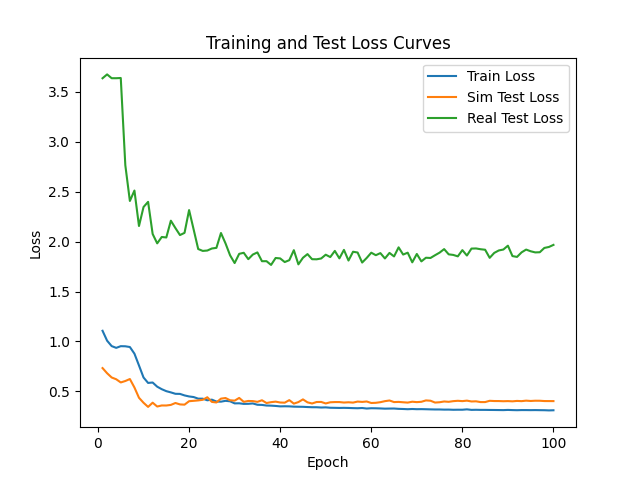 Training and Test Loss Curves
Train Loss
Sim Test Loss
Real Test Loss
Loss
3.5
3.0
2.5
2.0
1.5
1.0
0.5
0 20 40 60 80 100
Epoch